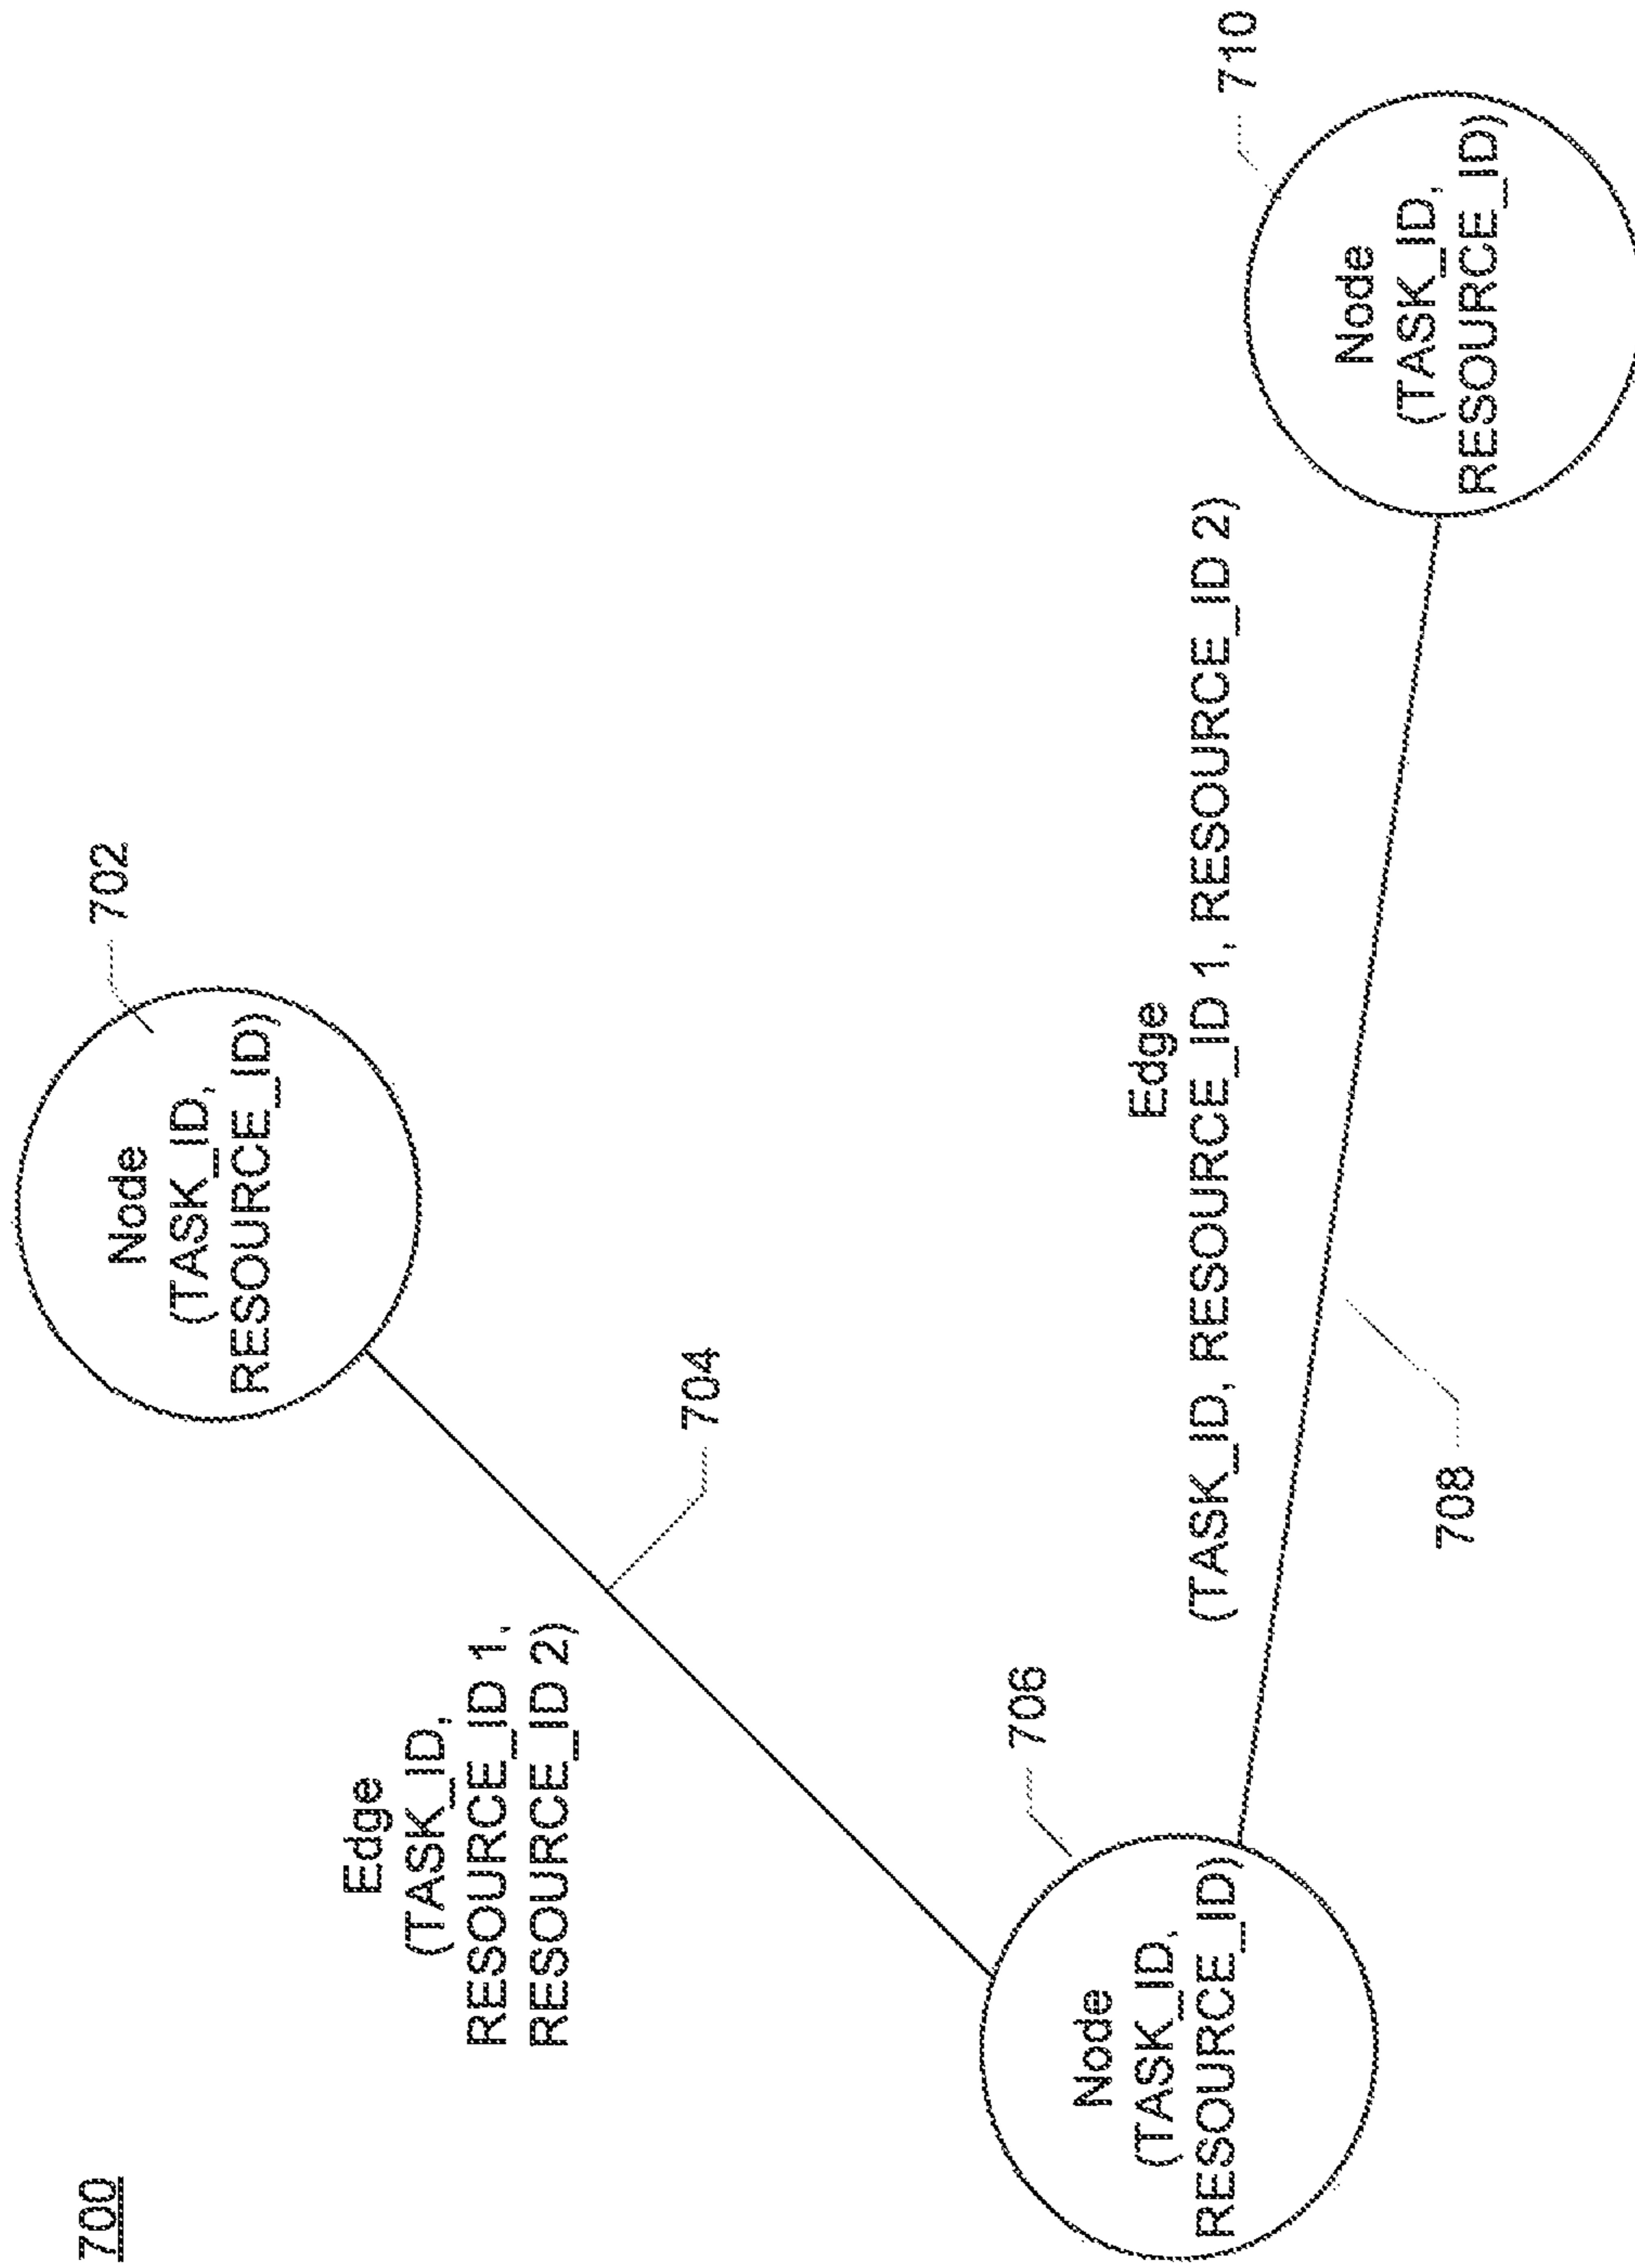 700
Node
(TASK_ID,
RESOURCE_ID)
702
Edge
(TASK_ID,
RESOURCE_ID 1,
RESOURCE_ID 2)
704
Node
(TASK_ID,
RESOURCE_ID)
706
Edge
(TASK_ID, RESOURCE_ID 1, RESOURCE_ID 2)
708
Node
(TASK_ID,
RESOURCE_ID)
710